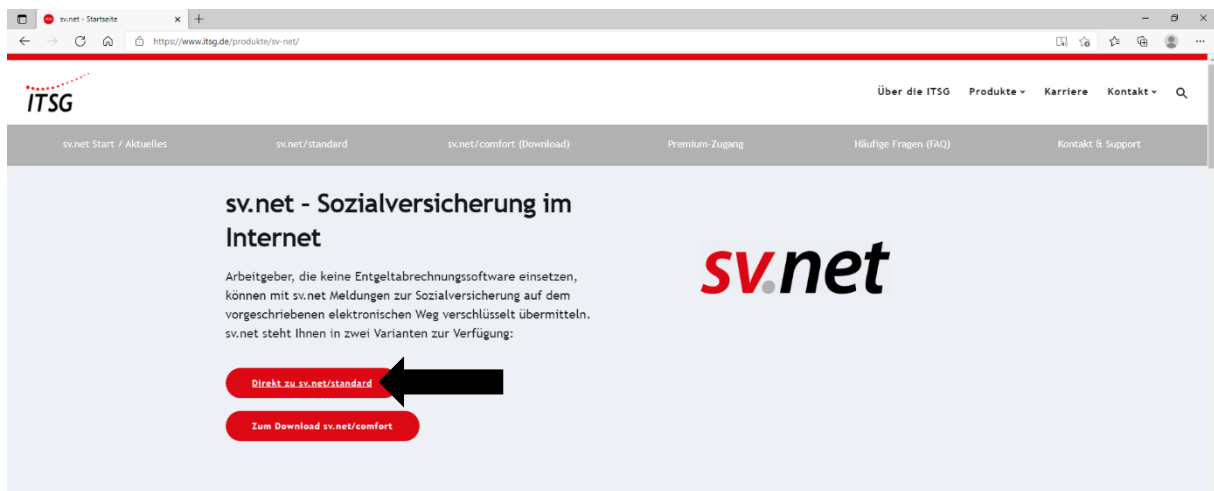 sv.net - Startseite
https://www.itsg.de/produkte/sv-net/
ITSG
Über die ITSG Produkte Karriere Kontakt
sv.net Start / Aktuelles sv.net/standard sv.net/comfort (Download) Premium-Zugang Häufige Fragen (FAQ) Kontakt & Support
sv.net - Sozialversicherung im
Internet
sv.net
Arbeitgeber, die keine Entgeltabrechnungssoftware einsetzen,
können mit sv.net Meldungen zur Sozialversicherung auf dem
vorgeschriebenen elektronischen Weg verschlüsselt übermitteln.
sv.net steht Ihnen in zwei Varianten zur Verfügung:
Direkt zu sv.net/standard
Zum Download sv.net/comfort